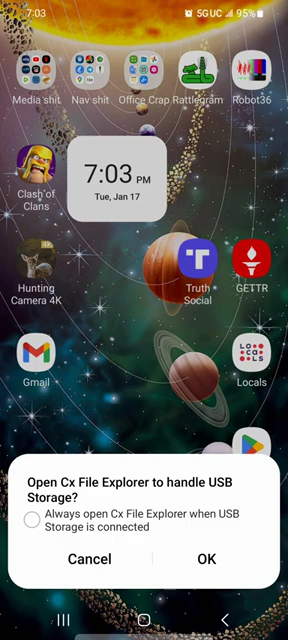 7:03
5GUC
95%
Media shit
Nav shit
Office Crap
Rattlegram
Robot36
Clash of
Clans
7:03 PM
Tue, Jan 17
4K
Hunting
Camera 4K
Truth
Social
GETTR
Gmail
LOCALS
Locals
Open Cx File Explorer to handle USB
Storage?
Always open Cx File Explorer when USB
Storage is connected
Cancel
OK